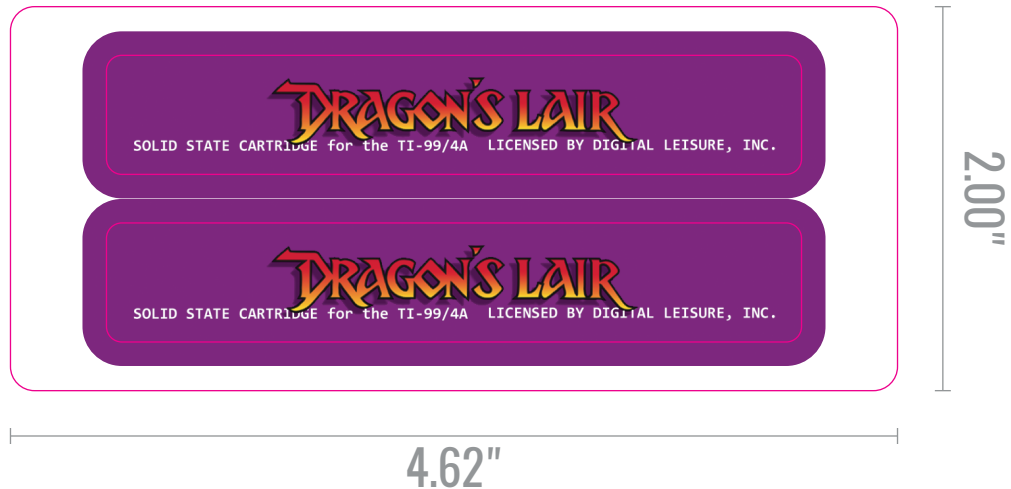 DRAGON'S LAIR
SOLID STATE CARTRIDGE for the TI-99/4A LICENSED BY DIGITAL LEISURE, INC.
DRAGON'S LAIR
SOLID STATE CARTRIDGE for the TI-99/4A LICENSED BY DIGITAL LEISURE, INC.
2.00"
4.62"